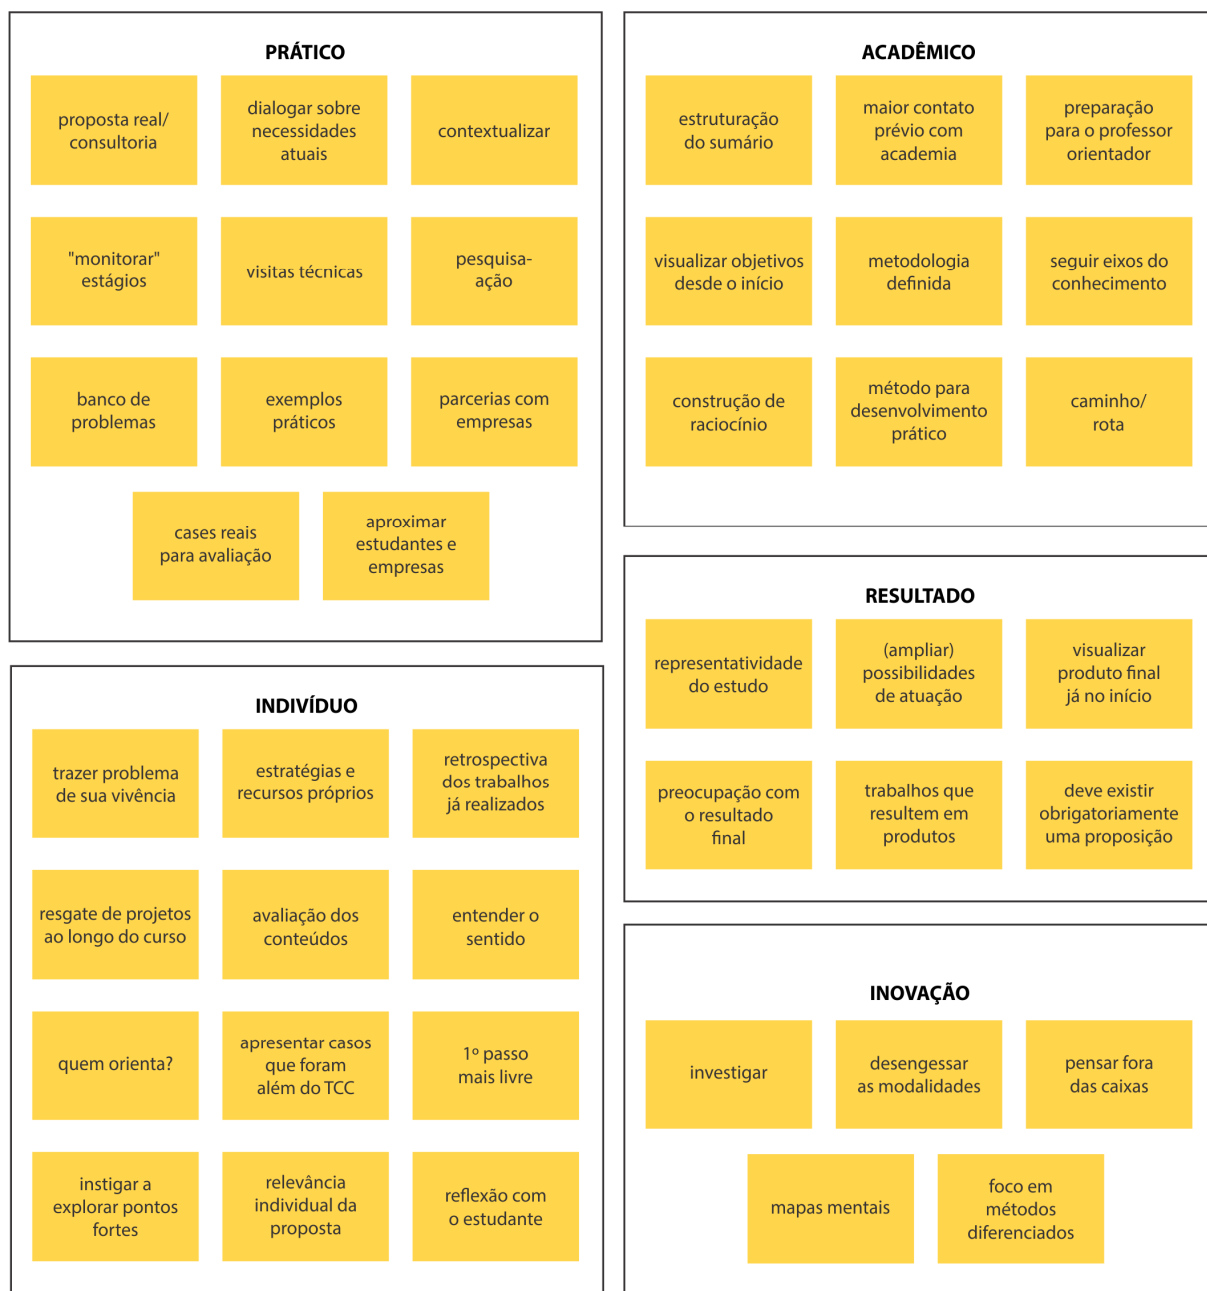 PRÁTICO
proposta real/
consultoria
dialogar sobre
necessidades
atuais
contextualizar
"monitorar"
estágios
visitas técnicas
pesquisa-
ação
banco de
problemas
exemplos
práticos
parcerias com
empresas
cases reais
para avaliação
aproximar
estudantes e
empresas
ACADÊMICO
estruturação
do sumário
maior contato
prévio com
academia
preparação
para o professor
orientador
visualizar objetivos
desde o início
metodologia
definida
seguir eixos do
conhecimento
construção de
raciocínio
método para
desenvolvimento
prático
caminho/
rota
RESULTADO
representatividade
do estudo
(ampliar)
possibilidades
de atuação
visualizar
produto final
já no início
preocupação com
o resultado
final
trabalhos que
resultem em
produtos
deve existir
obrigatoriamente
uma proposição
INDIVÍDUO
trazer problema
de sua vivência
estratégias e
recursos próprios
retrospectiva
dos trabalhos
já realizados
resgate de projetos
ao longo do curso
avaliação dos
conteúdos
entender o
sentido
quem orienta?
apresentar casos
que foram
além do TCC
1º passo
mais livre
instigar a
explorar pontos
fortes
relevância
individual da
proposta
reflexão com
o estudante
INOVAÇÃO
investigar
desengessar
as modalidades
pensar fora
das caixas
mapas mentais
foco em
métodos
diferenciados